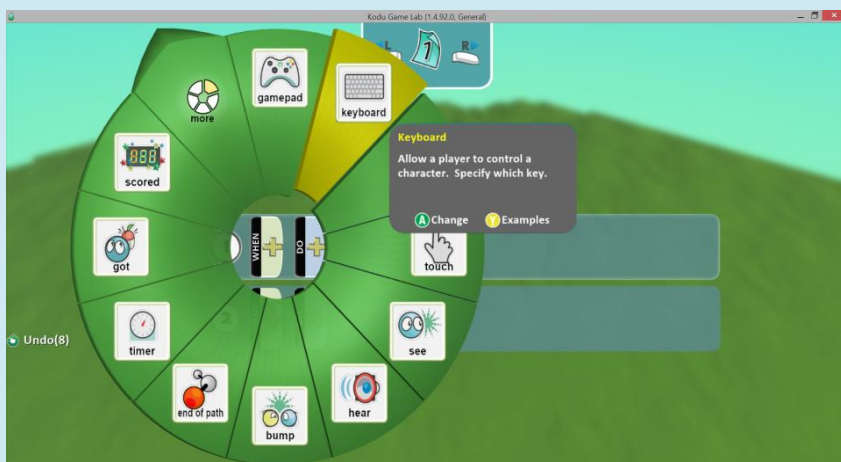 Kodu Game Lab (1.4.92.0, General)
L
1
R
gamepad
keyboard
more
Keyboard
Allow a player to control a
character. Specify which key.
A Change
Y Examples
scored
got
WHEN
DO
touch
2
timer
see
Undo(8)
end of path
hear
bump